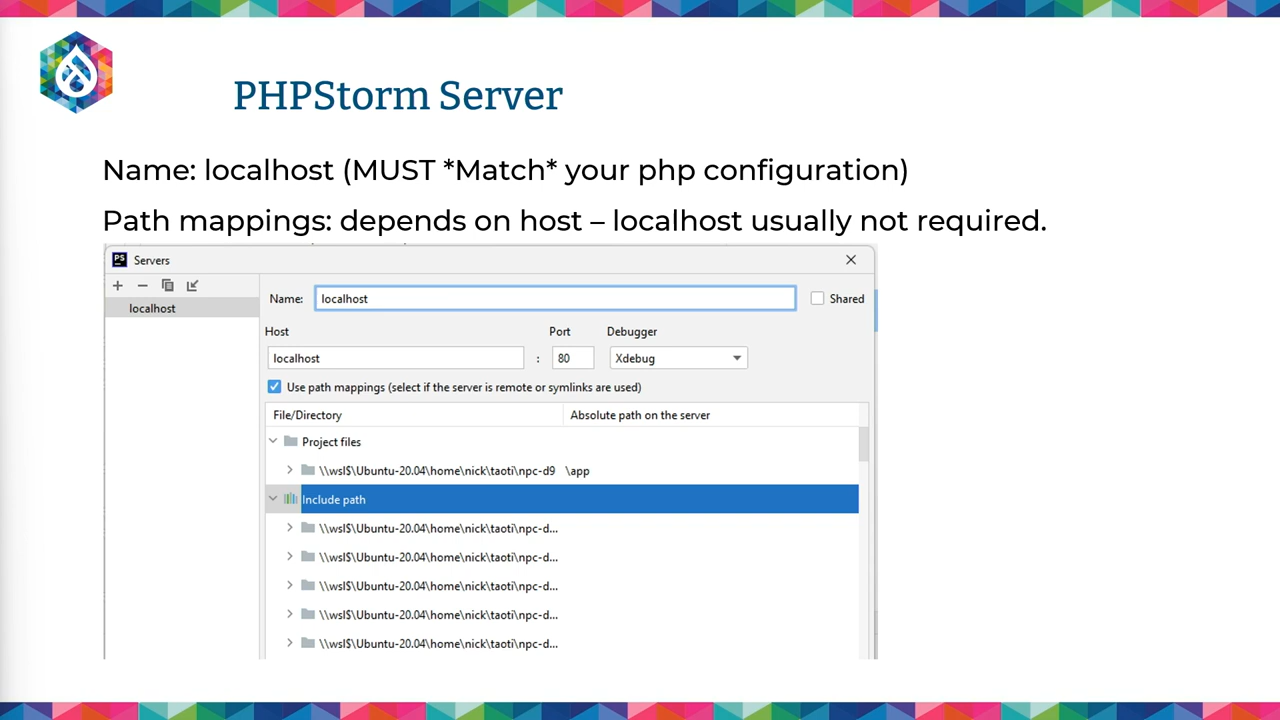 PHPStorm Server
Name: localhost (MUST *Match* your php configuration)
Path mappings: depends on host – localhost usually not required.
PS Servers
localhost
Name: localhost Shared
Host Port Debugger
localhost : 80 Xdebug
Use path mappings (select if the server is remote or symlinks are used)
File/Directory Absolute path on the server
Project files
\\wsl$\Ubuntu-20.04\home\nick\taoti\npc-d9 \app
Include path
\\wsl$\Ubuntu-20.04\home\nick\taoti\npc-d...
\\wsl$\Ubuntu-20.04\home\nick\taoti\npc-d...
\\wsl$\Ubuntu-20.04\home\nick\taoti\npc-d...
\\wsl$\Ubuntu-20.04\home\nick\taoti\npc-d...
\\wsl$\Ubuntu-20.04\home\nick\taoti\npc-d...